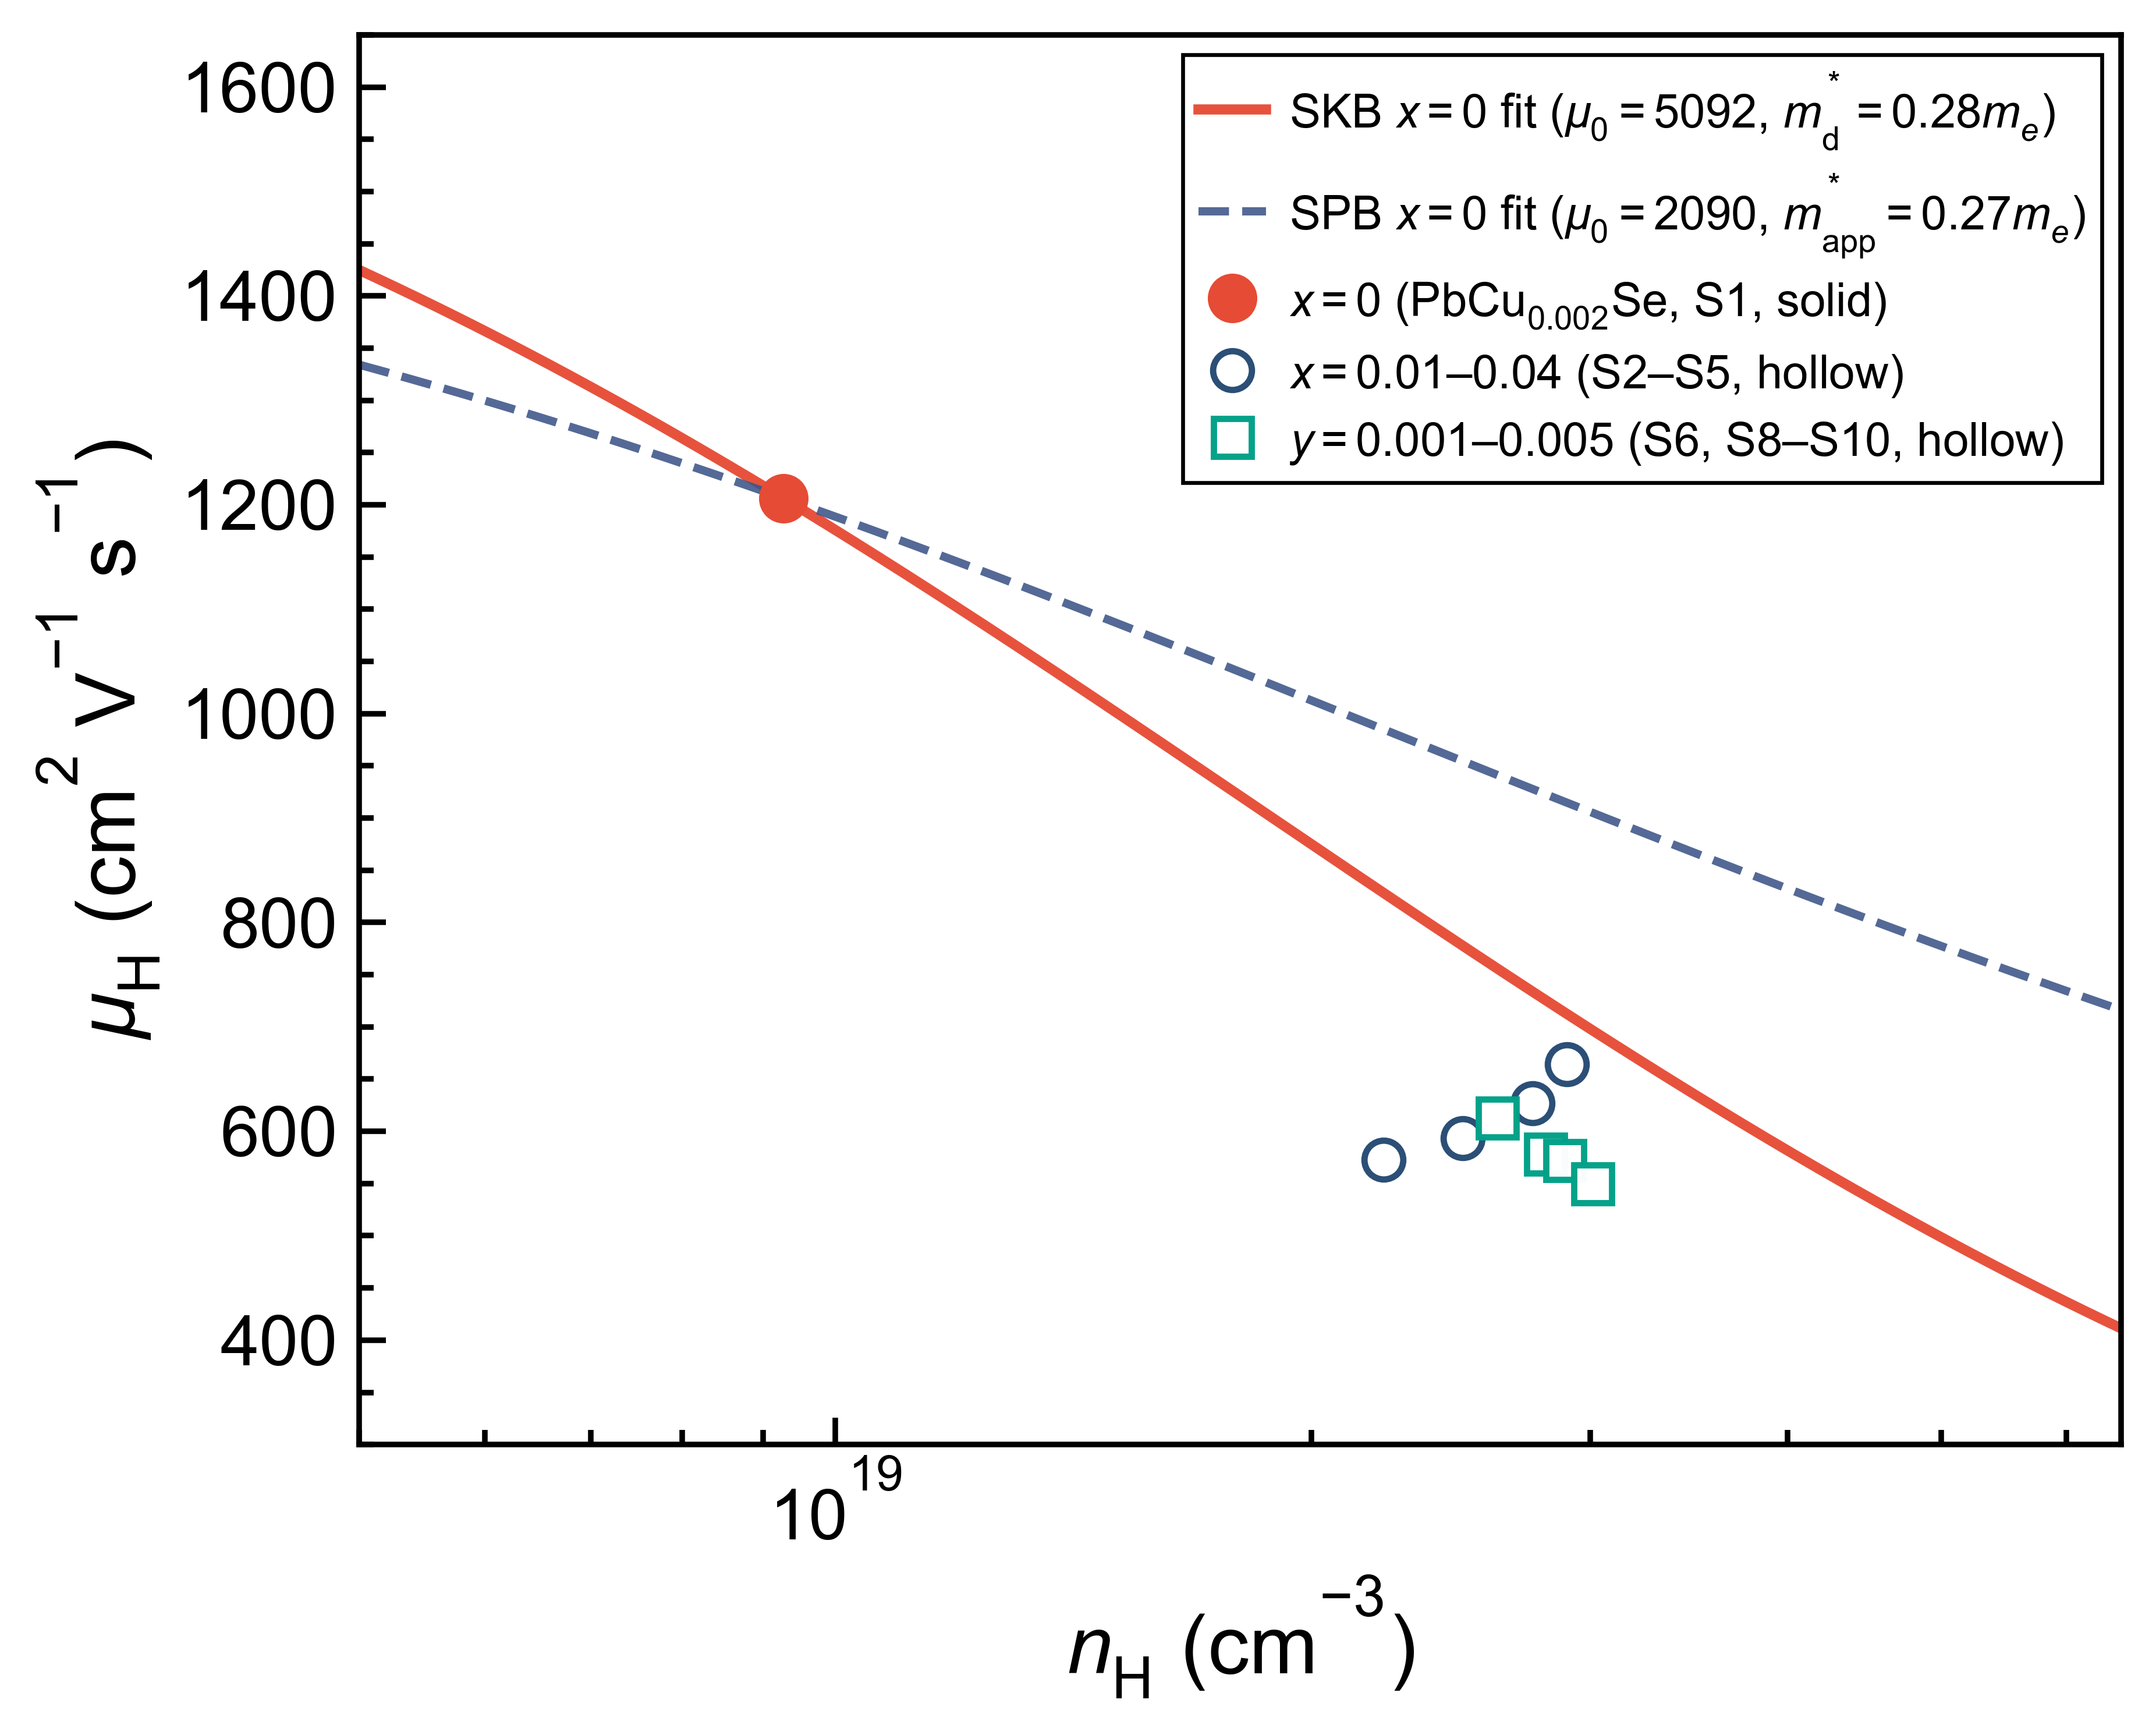 SKB x = 0 fit (μ₀ = 5092, m*d = 0.28mₑ)
SPB x = 0 fit (μ₀ = 2090, m*app = 0.27mₑ)
x = 0 (PbCu₀.₀₀₂Se, S1, solid)
x = 0.01–0.04 (S2–S5, hollow)
y = 0.001–0.005 (S6, S8–S10, hollow)
1600
1400
1200
1000
800
600
400
μH (cm² V⁻¹ s⁻¹)
10¹⁹
nH (cm⁻³)